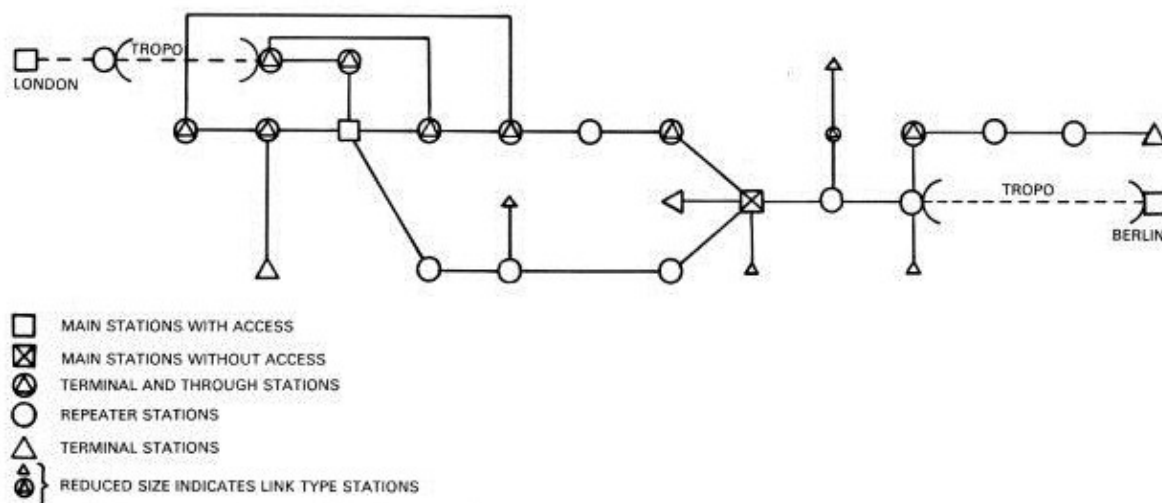 TROPO
LONDON
TROPO
BERLIN
MAIN STATIONS WITH ACCESS
MAIN STATIONS WITHOUT ACCESS
TERMINAL AND THROUGH STATIONS
REPEATER STATIONS
TERMINAL STATIONS
REDUCED SIZE INDICATES LINK TYPE STATIONS